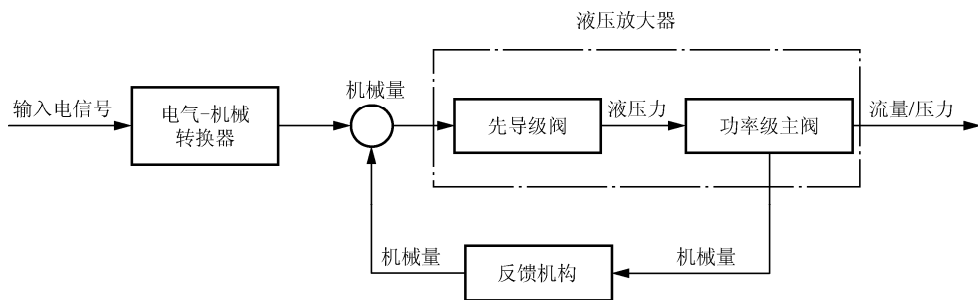 液压放大器
机械量
输入电信号
电气-机械
转换器
先导级阀
液压力
功率级主阀
流量/压力
机械量
反馈机构
机械量